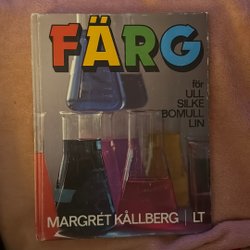 FÄRG
för
ULL
SILKE
BOMULL
LIN
MARGRÉT KÅLLBERG | LT